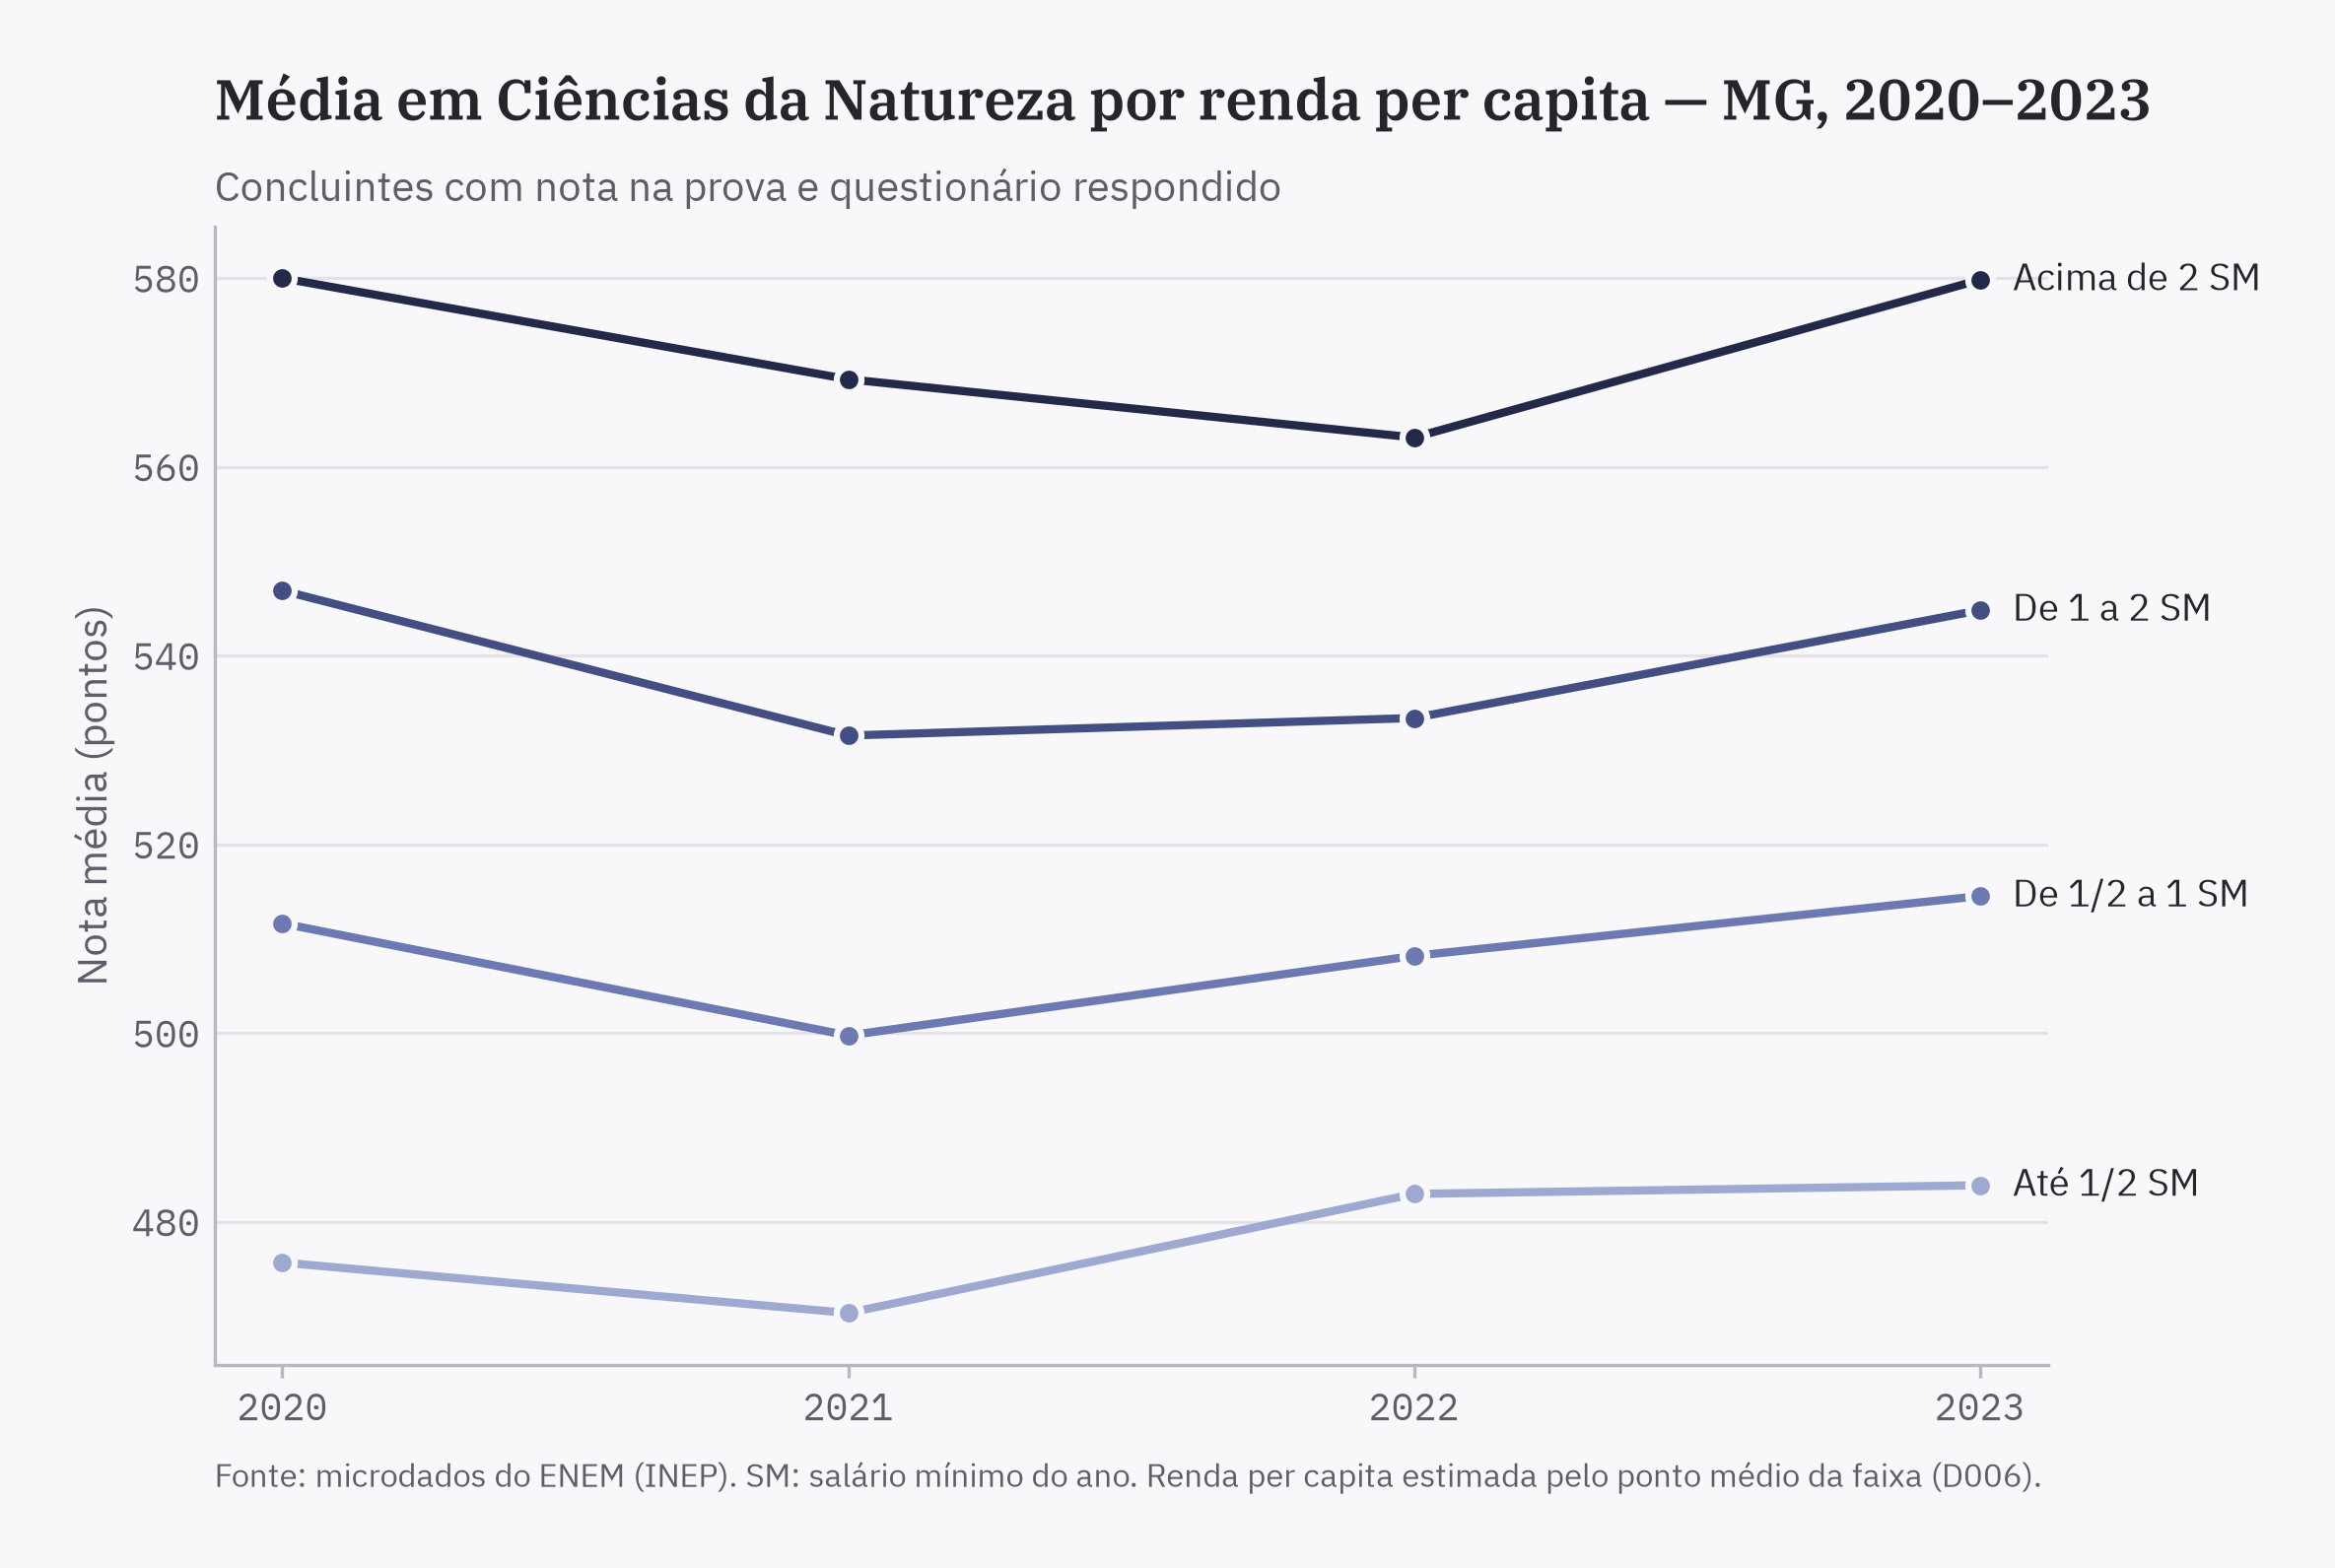 Média em Ciências da Natureza por renda per capita — MG, 2020–2023
Concluintes com nota na prova e questionário respondido
Nota média (pontos)
580
560
540
520
500
480
Acima de 2 SM
De 1 a 2 SM
De 1/2 a 1 SM
Até 1/2 SM
2020 2021 2022 2023
Fonte: microdados do ENEM (INEP). SM: salário mínimo do ano. Renda per capita estimada pelo ponto médio da faixa (D006).